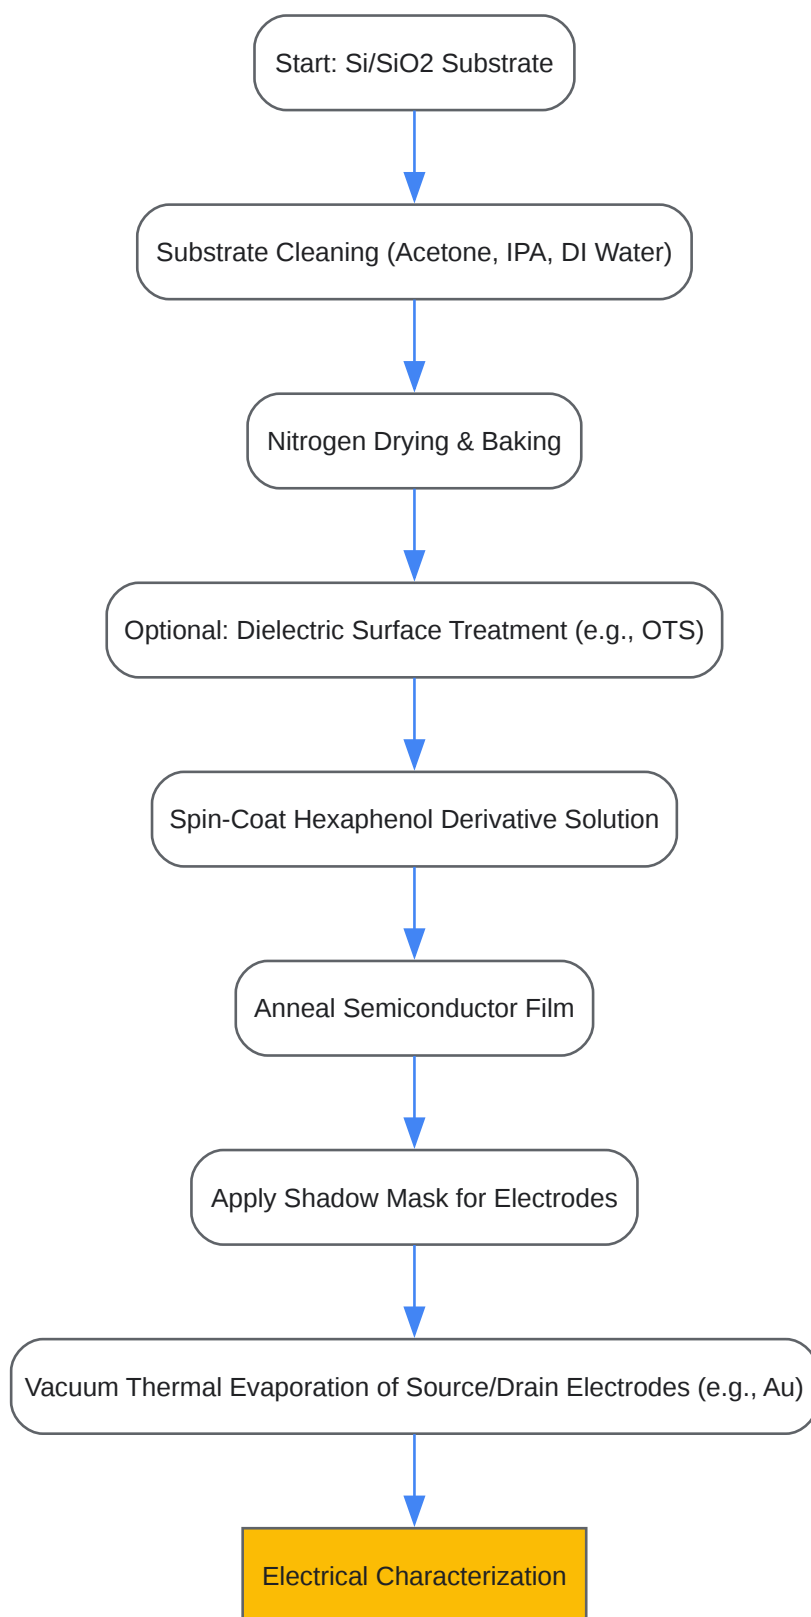 Start: Si/SiO2 Substrate
Substrate Cleaning (Acetone, IPA, DI Water)
Nitrogen Drying & Baking
Optional: Dielectric Surface Treatment (e.g., OTS)
Spin-Coat Hexaphenol Derivative Solution
Anneal Semiconductor Film
Apply Shadow Mask for Electrodes
Vacuum Thermal Evaporation of Source/Drain Electrodes (e.g., Au)
Electrical Characterization